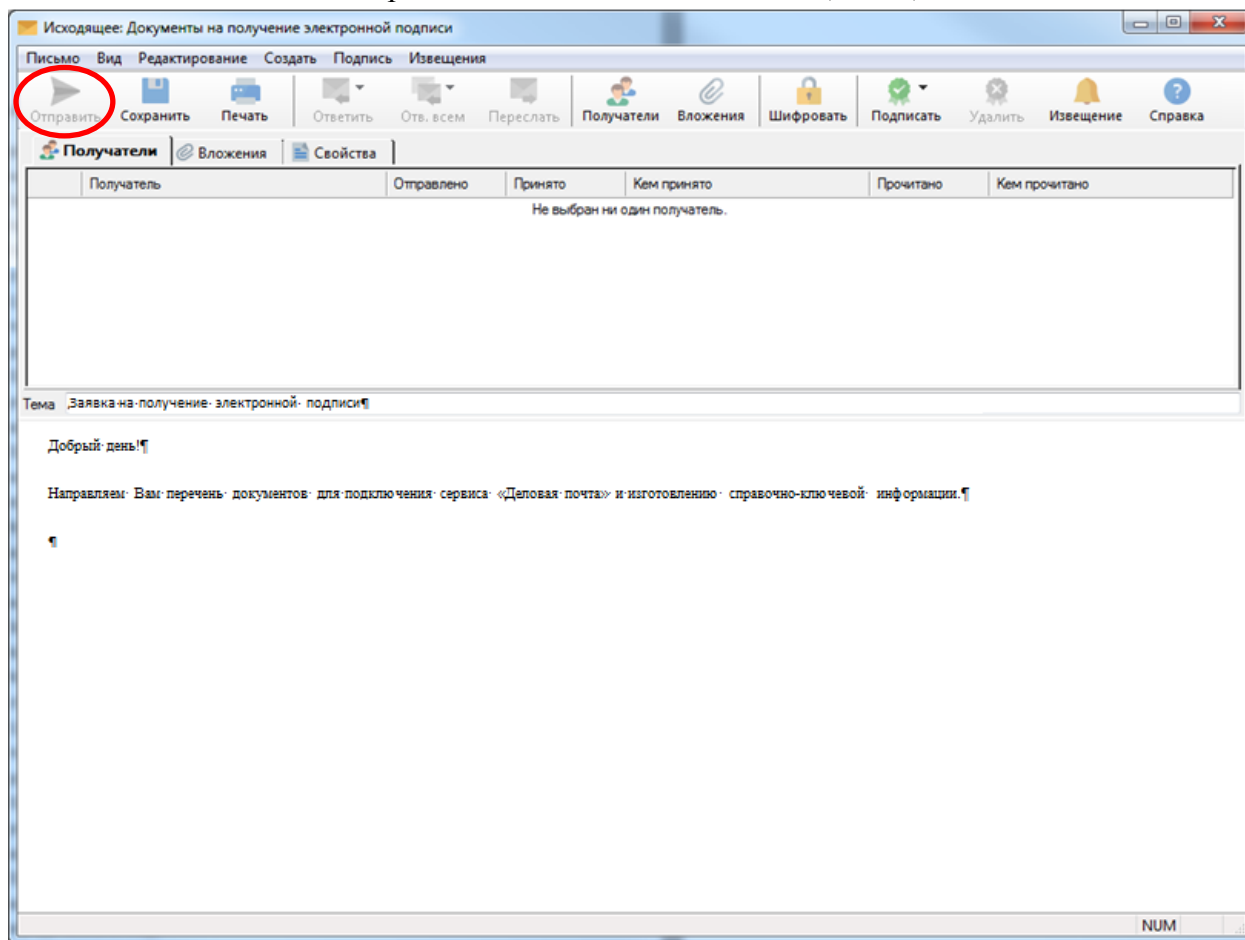 Исходящее: Документы на получение электронной подписи
Письмо Вид Редактирование Создать Подпись Извещения
Отправить Сохранить Печать Ответить Отв. всем Переслать Получатели Вложения Шифровать Подписать Удалить Извещение Справка
Получатели Вложения Свойства
Получатель Отправлено Принято Кем принято Прочитано Кем прочитано
Не выбран ни один получатель.
Тема Заявка·на·получение·электронной·подписи¶
Добрый·день!¶
Направляем·Вам·перечень·документов·для·подключения·сервиса·«Деловая·почта»·и·изготовлению·справочно-ключевой·информации.¶
¶
NUM